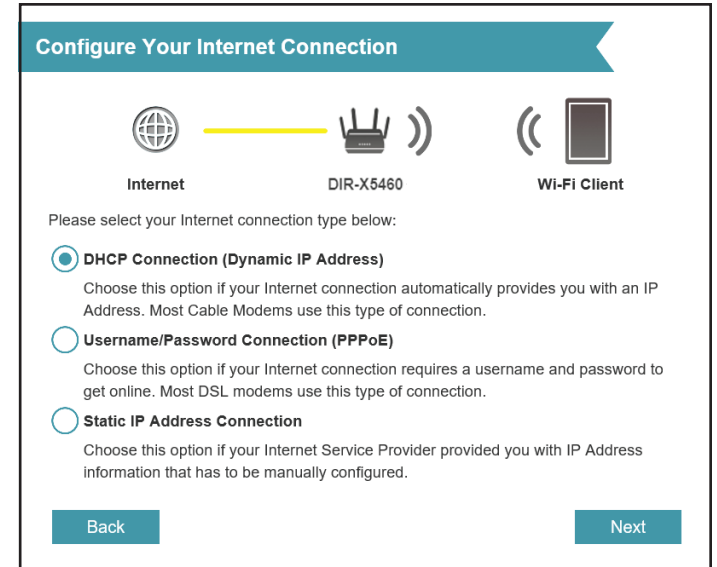 Configure Your Internet Connection
Internet
DIR-X5460
Wi-Fi Client
Please select your Internet connection type below:
DHCP Connection (Dynamic IP Address)
Choose this option if your Internet connection automatically provides you with an IP
Address. Most Cable Modems use this type of connection.
Username/Password Connection (PPPoE)
Choose this option if your Internet connection requires a username and password to
get online. Most DSL modems use this type of connection.
Static IP Address Connection
Choose this option if your Internet Service Provider provided you with IP Address
information that has to be manually configured.
Back
Next